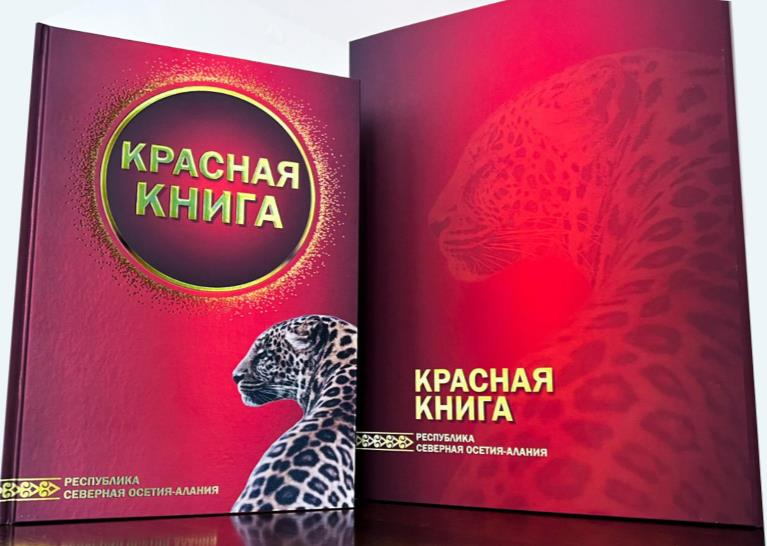 КРАСНАЯ
КНИГА
РЕСПУБЛИКА
СЕВЕРНАЯ ОСЕТИЯ-АЛАНИЯ
КРАСНАЯ
КНИГА
РЕСПУБЛИКА
СЕВЕРНАЯ ОСЕТИЯ-АЛАНИЯ